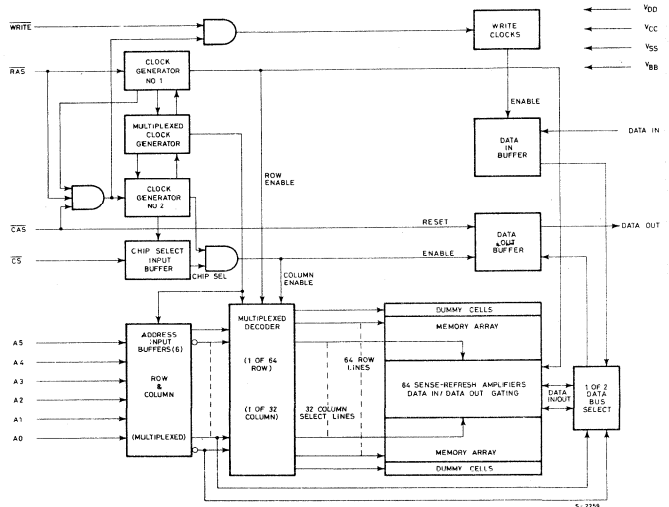 WRITE
WRITE CLOCKS
VDD
VCC
VSS
VBB
RAS
CLOCK GENERATOR NO 1
ENABLE
MULTIPLEXED CLOCK GENERATOR
DATA IN BUFFER
DATA IN
ROW ENABLE
CLOCK GENERATOR NO 2
CAS
RESET
DATA OUT BUFFER
DATA OUT
CS
CHIP SELECT INPUT BUFFER
CHIP SEL
ENABLE
COLUMN ENABLE
A5
A4
A3
A2
A1
A0
ADDRESS INPUT BUFFERS(6)
ROW & COLUMN
(MULTIPLEXED)
MULTIPLEXED DECODER
(1 OF 64 ROW)
(1 OF 32 COLUMN)
64 ROW LINES
32 COLUMN SELECT LINES
DUMMY CELLS
MEMORY ARRAY
64 SENSE-REFRESH AMPLIFIERS
DATA IN/DATA OUT GATING
MEMORY ARRAY
DUMMY CELLS
DATA IN/OUT
1 OF 2 DATA BUS SELECT
S-2259